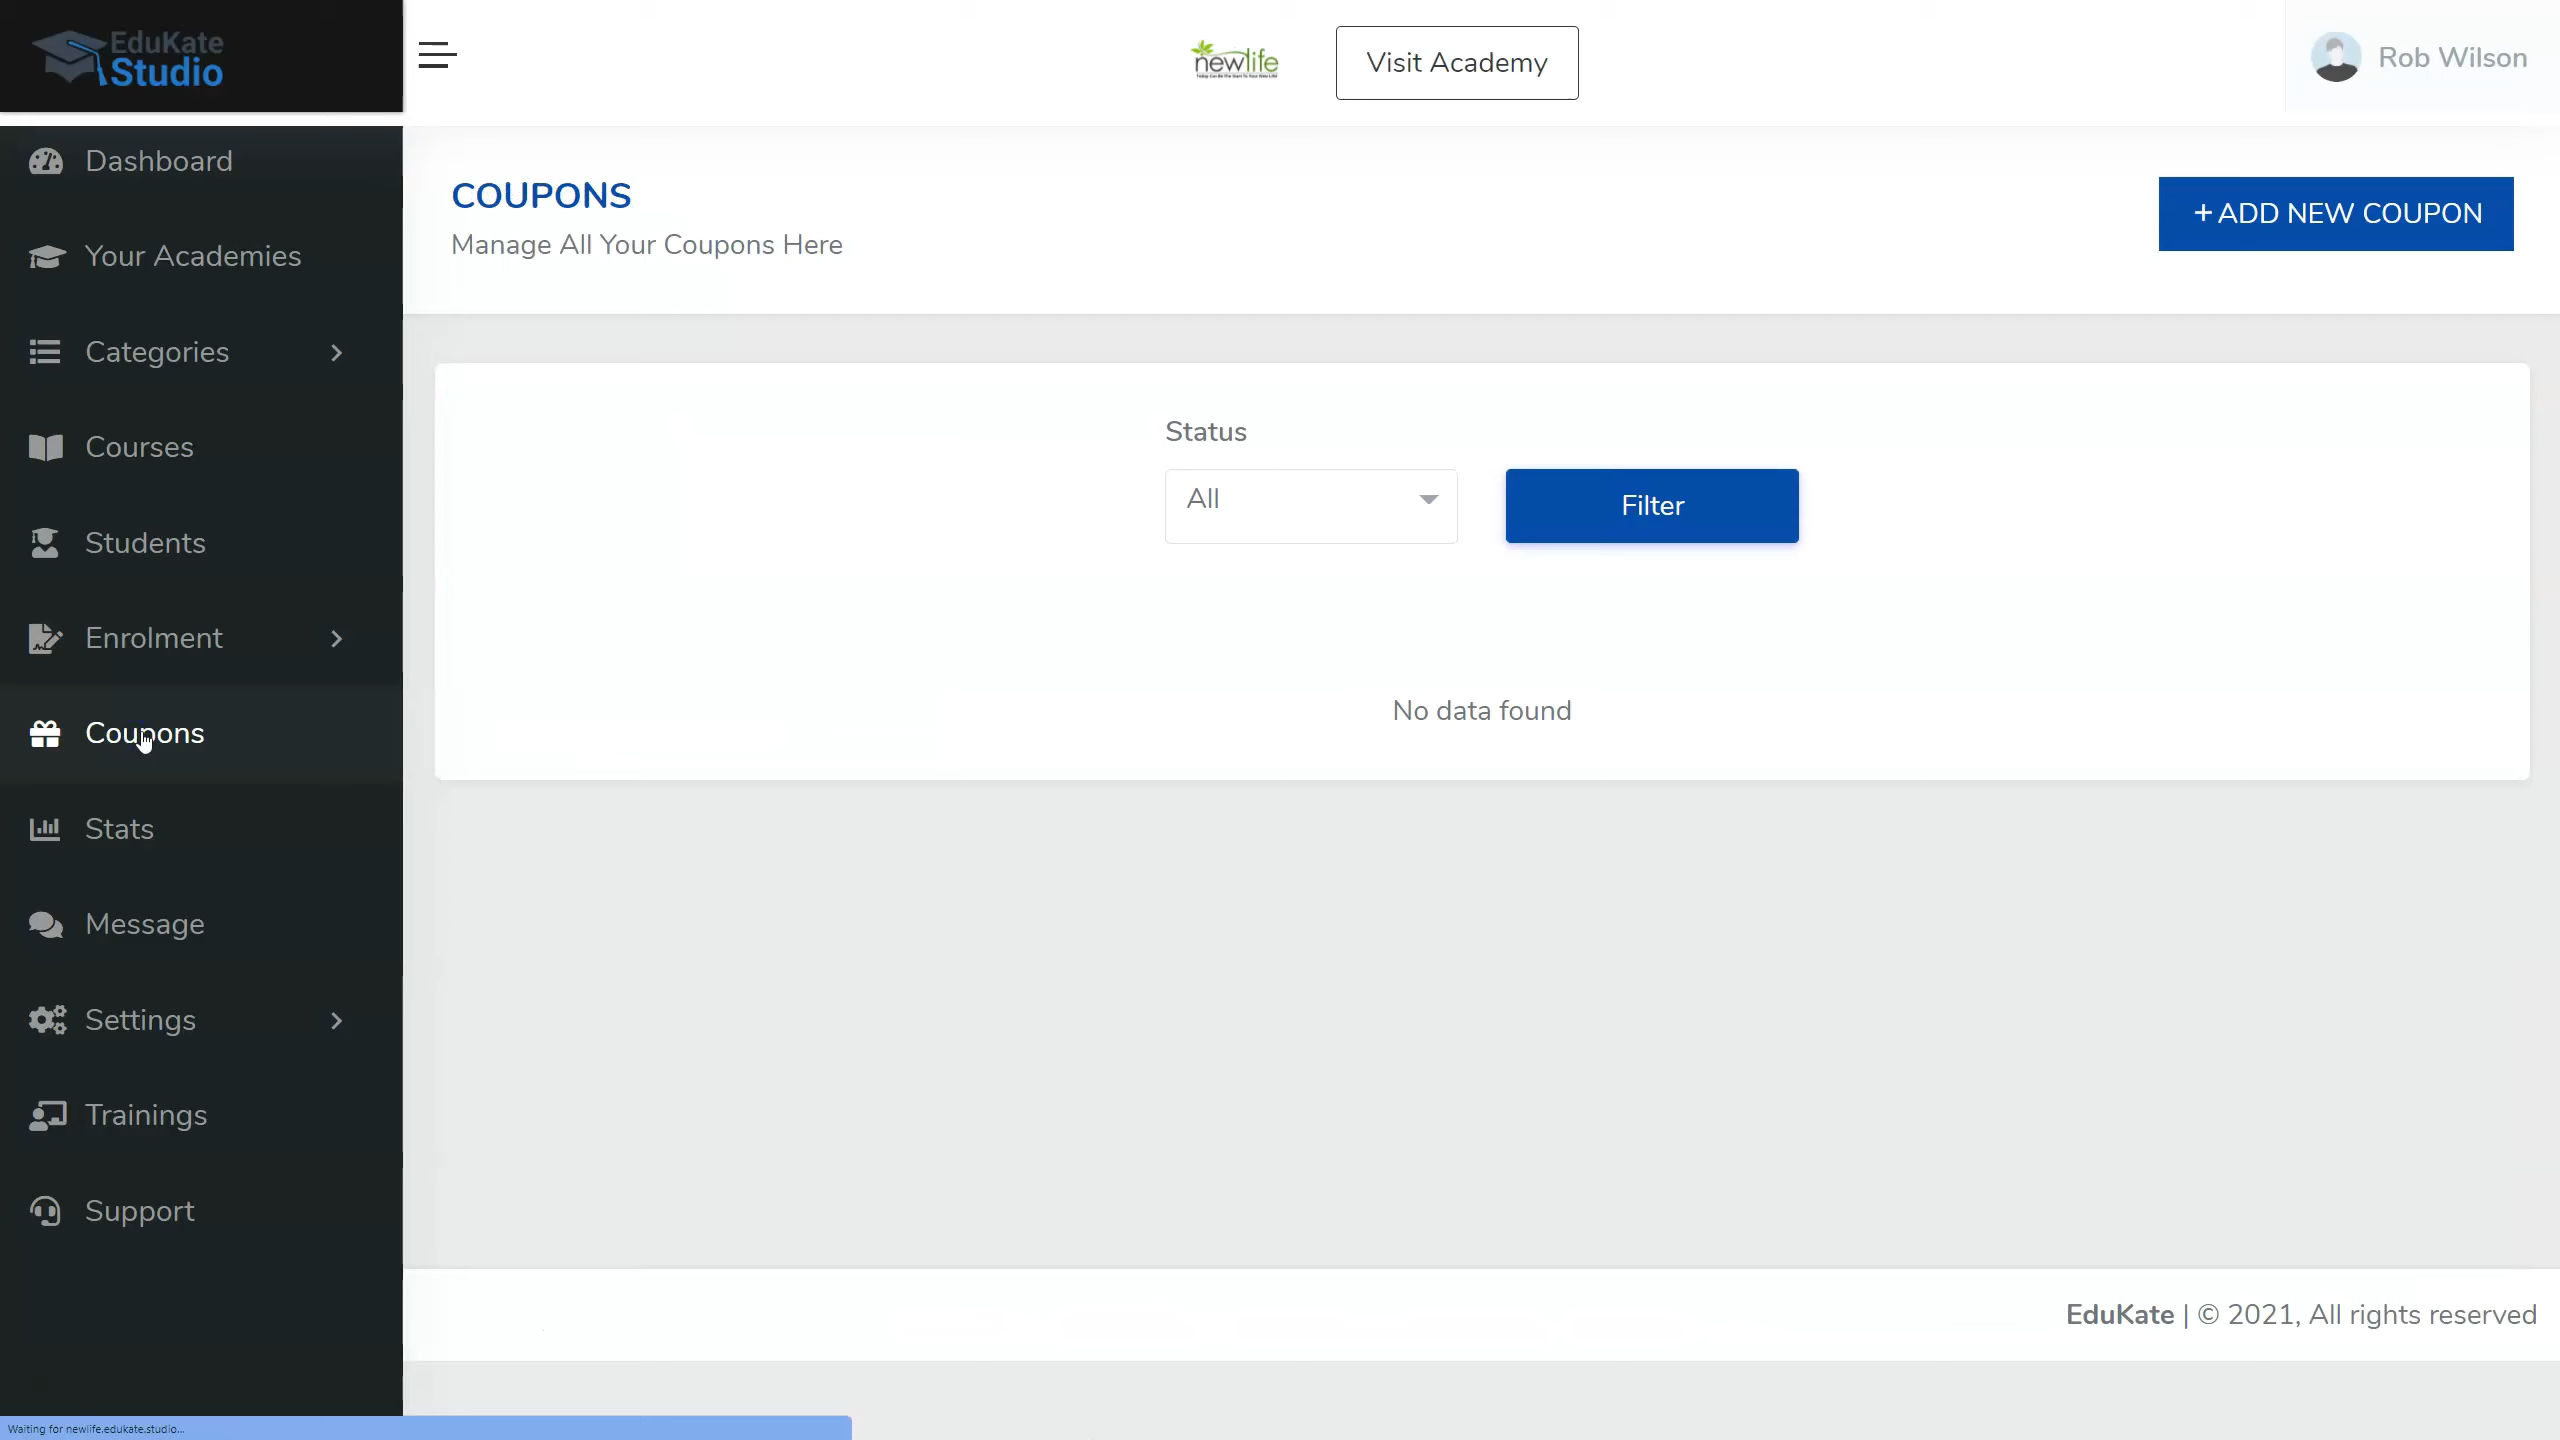 EduKate
Studio
newlife
Visit Academy
Rob Wilson
Dashboard
Your Academies
Categories
Courses
Students
Enrolment
Coupons
Stats
Message
Settings
Trainings
Support
COUPONS
Manage All Your Coupons Here
+ ADD NEW COUPON
Status
All
Filter
No data found
EduKate | © 2021, All rights reserved
Waiting for newlife.edukate.studio...